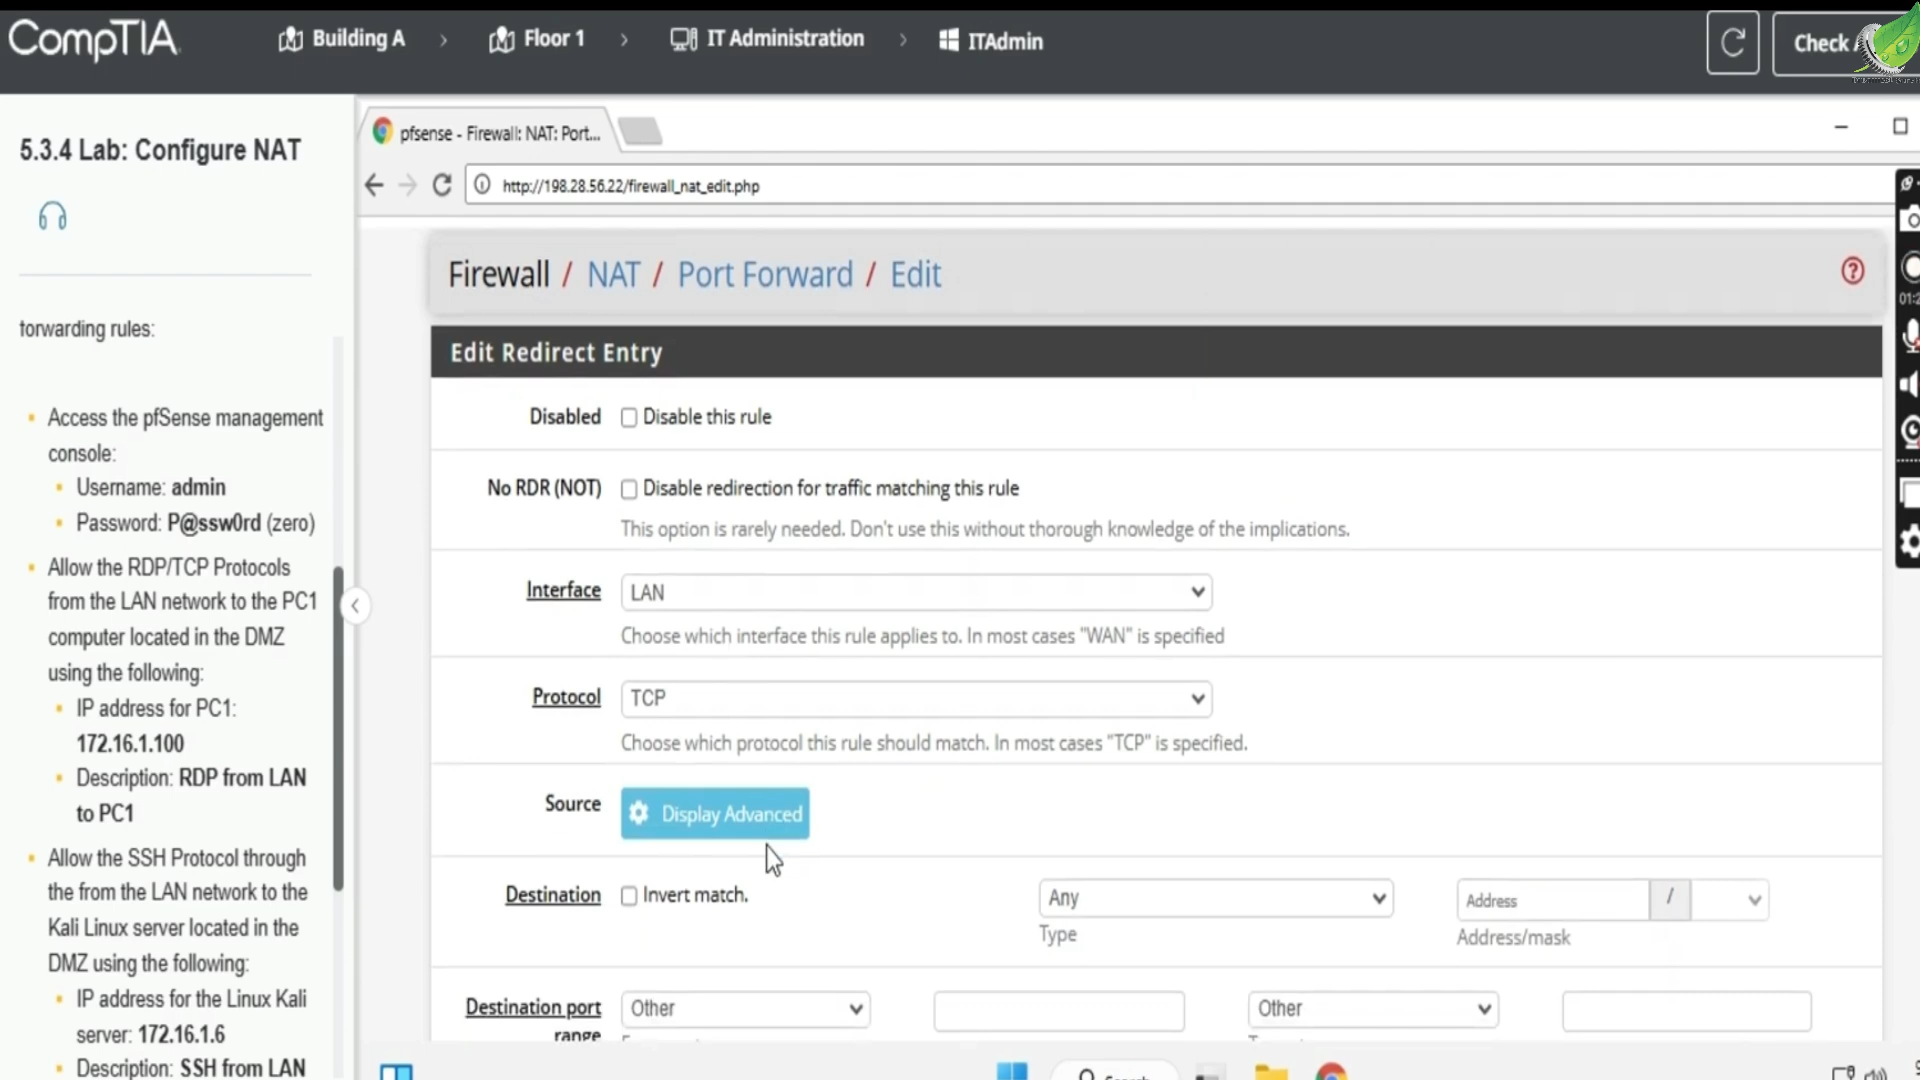 CompTIA
Building A > Floor 1 > IT Administration > ITAdmin
Check
5.3.4 Lab: Configure NAT
forwarding rules:
Access the pfSense management
console:
Username: admin
Password: P@ssw0rd (zero)
Allow the RDP/TCP Protocols
from the LAN network to the PC1
computer located in the DMZ
using the following:
IP address for PC1:
172.16.1.100
Description: RDP from LAN
to PC1
Allow the SSH Protocol through
the from the LAN network to the
Kali Linux server located in the
DMZ using the following:
IP address for the Linux Kali
server: 172.16.1.6
Description: SSH from LAN
pfsense - Firewall: NAT: Port...
http://198.28.56.22/firewall_nat_edit.php
Firewall / NAT / Port Forward / Edit
Edit Redirect Entry
Disabled Disable this rule
No RDR (NOT) Disable redirection for traffic matching this rule
This option is rarely needed. Don't use this without thorough knowledge of the implications.
Interface LAN
Choose which interface this rule applies to. In most cases "WAN" is specified
Protocol TCP
Choose which protocol this rule should match. In most cases "TCP" is specified.
Source Display Advanced
Destination Invert match. Any Address /
Type Address/mask
Destination port Other Other
range
Search